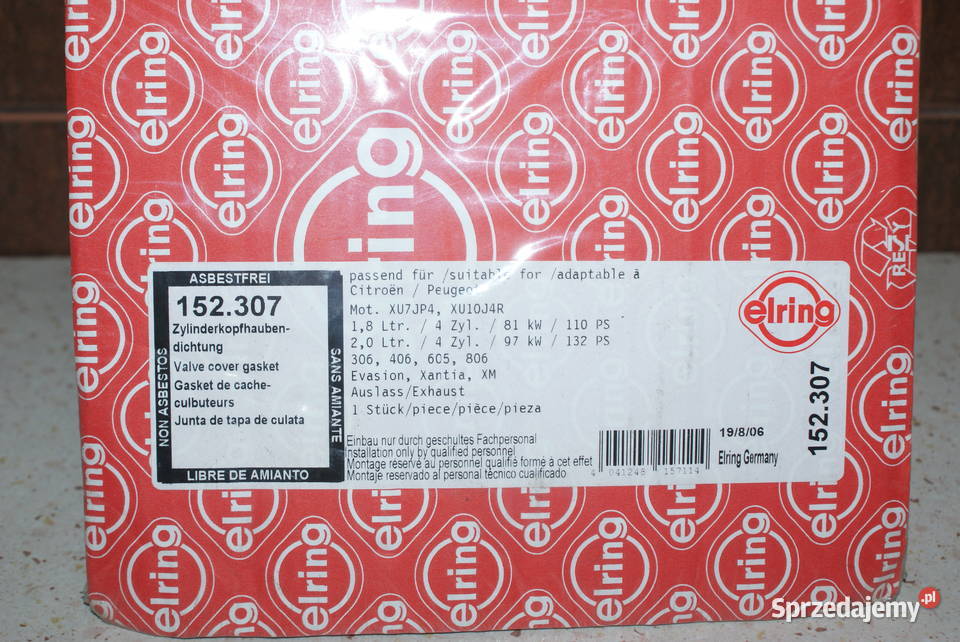 elring
ASBESTFREI
152.307
Zylinderkopfhauben-
dichtung
Valve cover gasket
Gasket de cache-
culbuteurs
Junta de tapa de culata
NON ASBESTOS
SANS AMIANTE
LIBRE DE AMIANTO
passend für /suitable for /adaptable à
Citroën / Peugeot
Mot. XU7JP4, XU10J4R
1,8 Ltr. / 4 Zyl. / 81 kW / 110 PS
2,0 Ltr. / 4 Zyl. / 97 kW / 132 PS
306, 406, 605, 806
Evasion, Xantia, XM
Auslass/Exhaust
1 Stück/piece/pièce/pieza
Einbau nur durch geschultes Fachpersonal
Installation only by qualified personnel
Montage réservé au personnel qualifié formé à cet effet
Montaje reservado al personal técnico cualificado
4 041248 157114
19/8/06
Elring Germany
elring
152.307
RESY
Sprzedajemy.pl